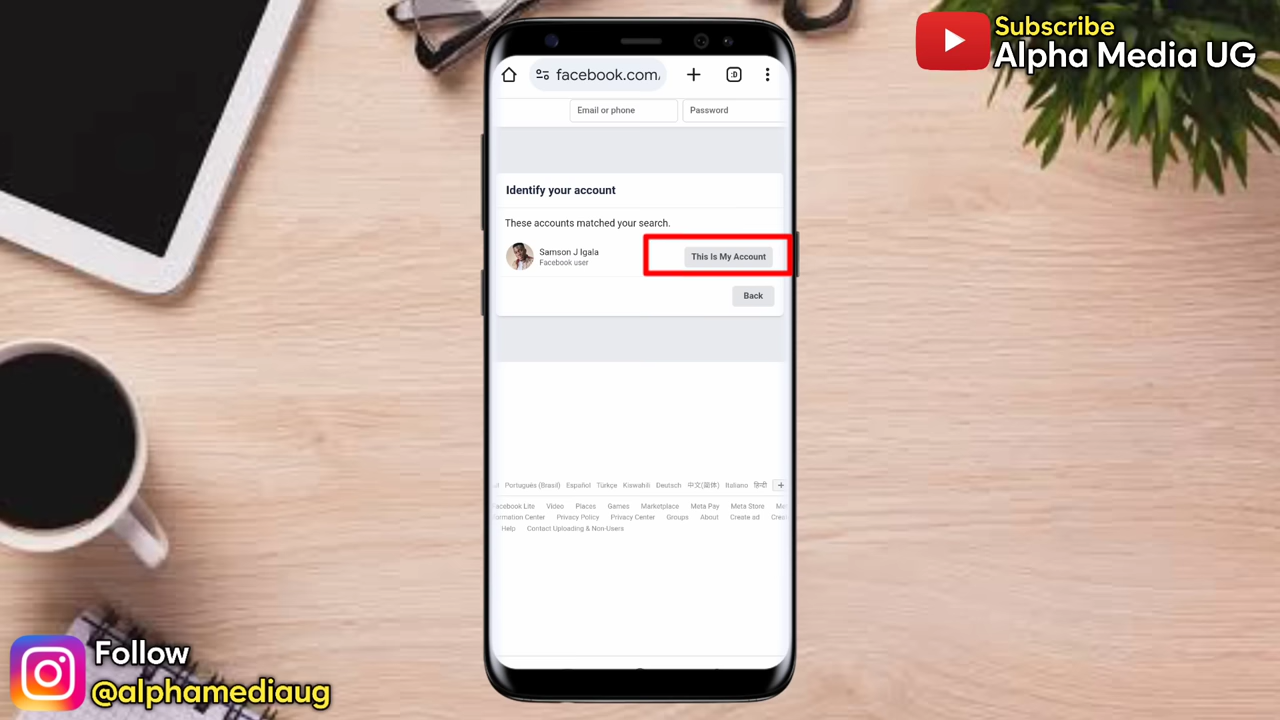 Subscribe
Alpha Media UG
facebook.com/
:D
Email or phone
Password
Identify your account
These accounts matched your search.
Samson J Igala
Facebook user
This Is My Account
Back
Português (Brasil) Español Türkçe Kiswahili Deutsch 中文(简体) Italiano हिन्दी +
Facebook Lite Video Places Games Marketplace Meta Pay Meta Store
Privacy Policy Privacy Center Groups About Create ad
Help Contact Uploading & Non-Users
Follow
@alphamediaug